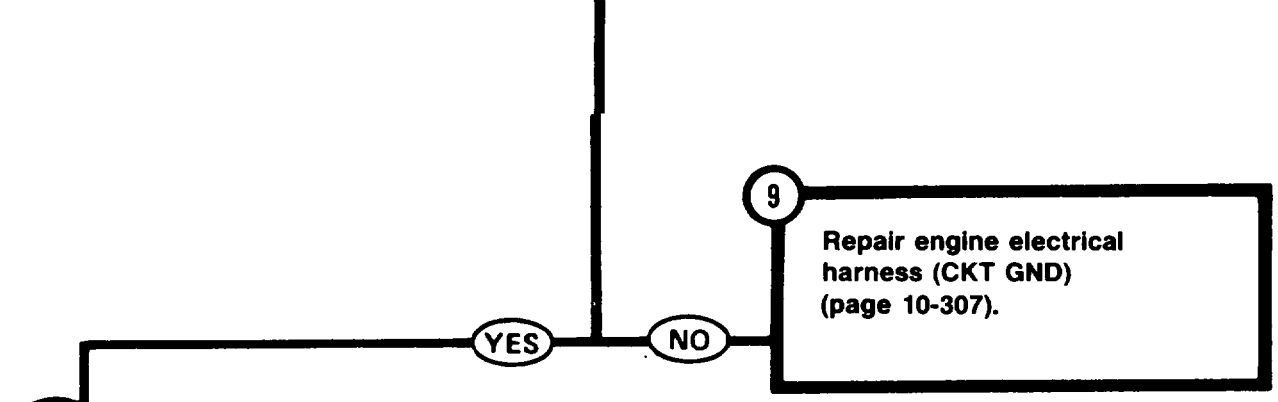 9
Repair engine electrical
harness (CKT GND)
(page 10-307).
YES
NO